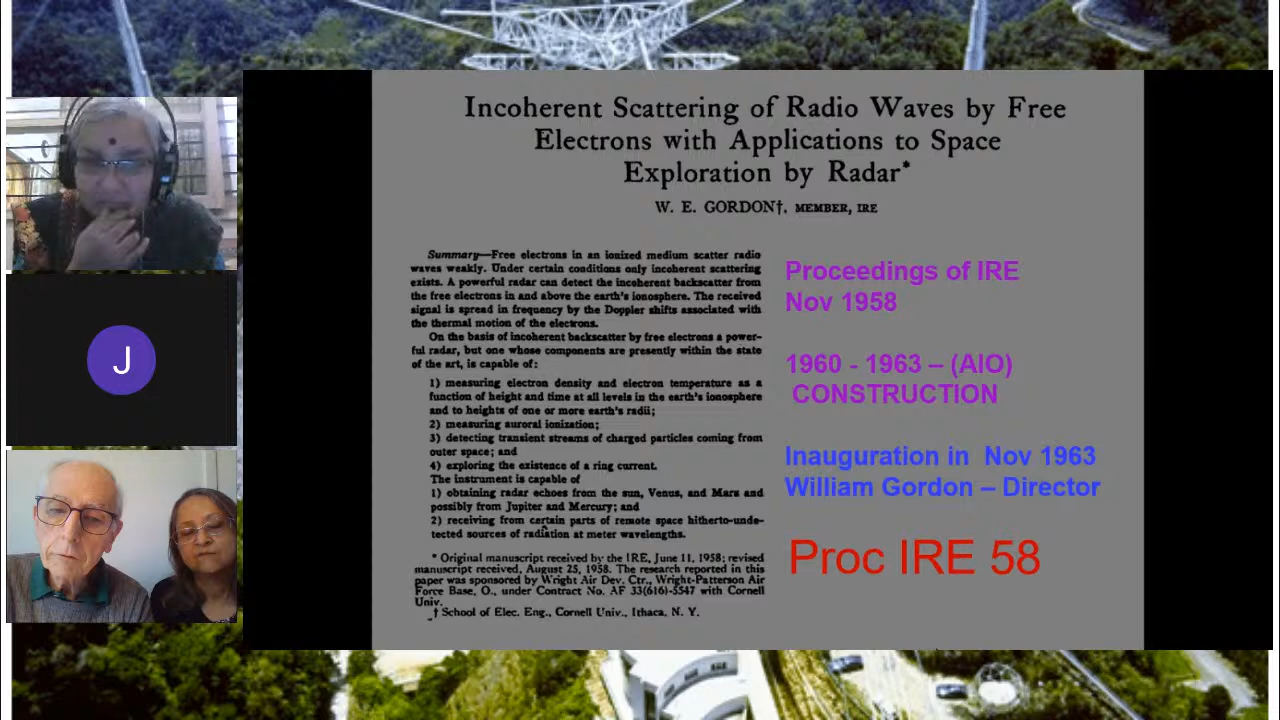 Incoherent Scattering of Radio Waves by Free
Electrons with Applications to Space
Exploration by Radar*
W. E. GORDON†, MEMBER, IRE
Summary—Free electrons in an ionized medium scatter radio
waves weakly. Under certain conditions only incoherent scattering
exists. A powerful radar can detect the incoherent backscatter from
the free electrons in and above the earth's ionosphere. The received
signal is spread in frequency by the Doppler shifts associated with
the thermal motion of the electrons.
On the basis of incoherent backscatter by free electrons a power-
ful radar, but one whose components are presently within the state
of the art, is capable of:
1) measuring electron density and electron temperature as a
function of height and time at all levels in the earth's ionosphere
and to heights of one or more earth's radii;
2) measuring auroral ionization;
3) detecting transient streams of charged particles coming from
outer space; and
4) exploring the existence of a ring current.
The instrument is capable of
1) obtaining radar echoes from the sun, Venus, and Mars and
possibly from Jupiter and Mercury; and
2) receiving from certain parts of remote space hitherto-unde-
tected sources of radiation at meter wavelengths.
* Original manuscript received by the IRE, June 11, 1958; revised
manuscript received, August 25, 1958. The research reported in this
paper was sponsored by Wright Air Dev. Ctr., Wright-Patterson Air
Force Base, O., under Contract No. AF 33(616)-5547 with Cornell
Univ.
† School of Elec. Eng., Cornell Univ., Ithaca, N. Y.
Proceedings of IRE
Nov 1958
1960 - 1963 – (AIO)
CONSTRUCTION
Inauguration in Nov 1963
William Gordon – Director
Proc IRE 58
J